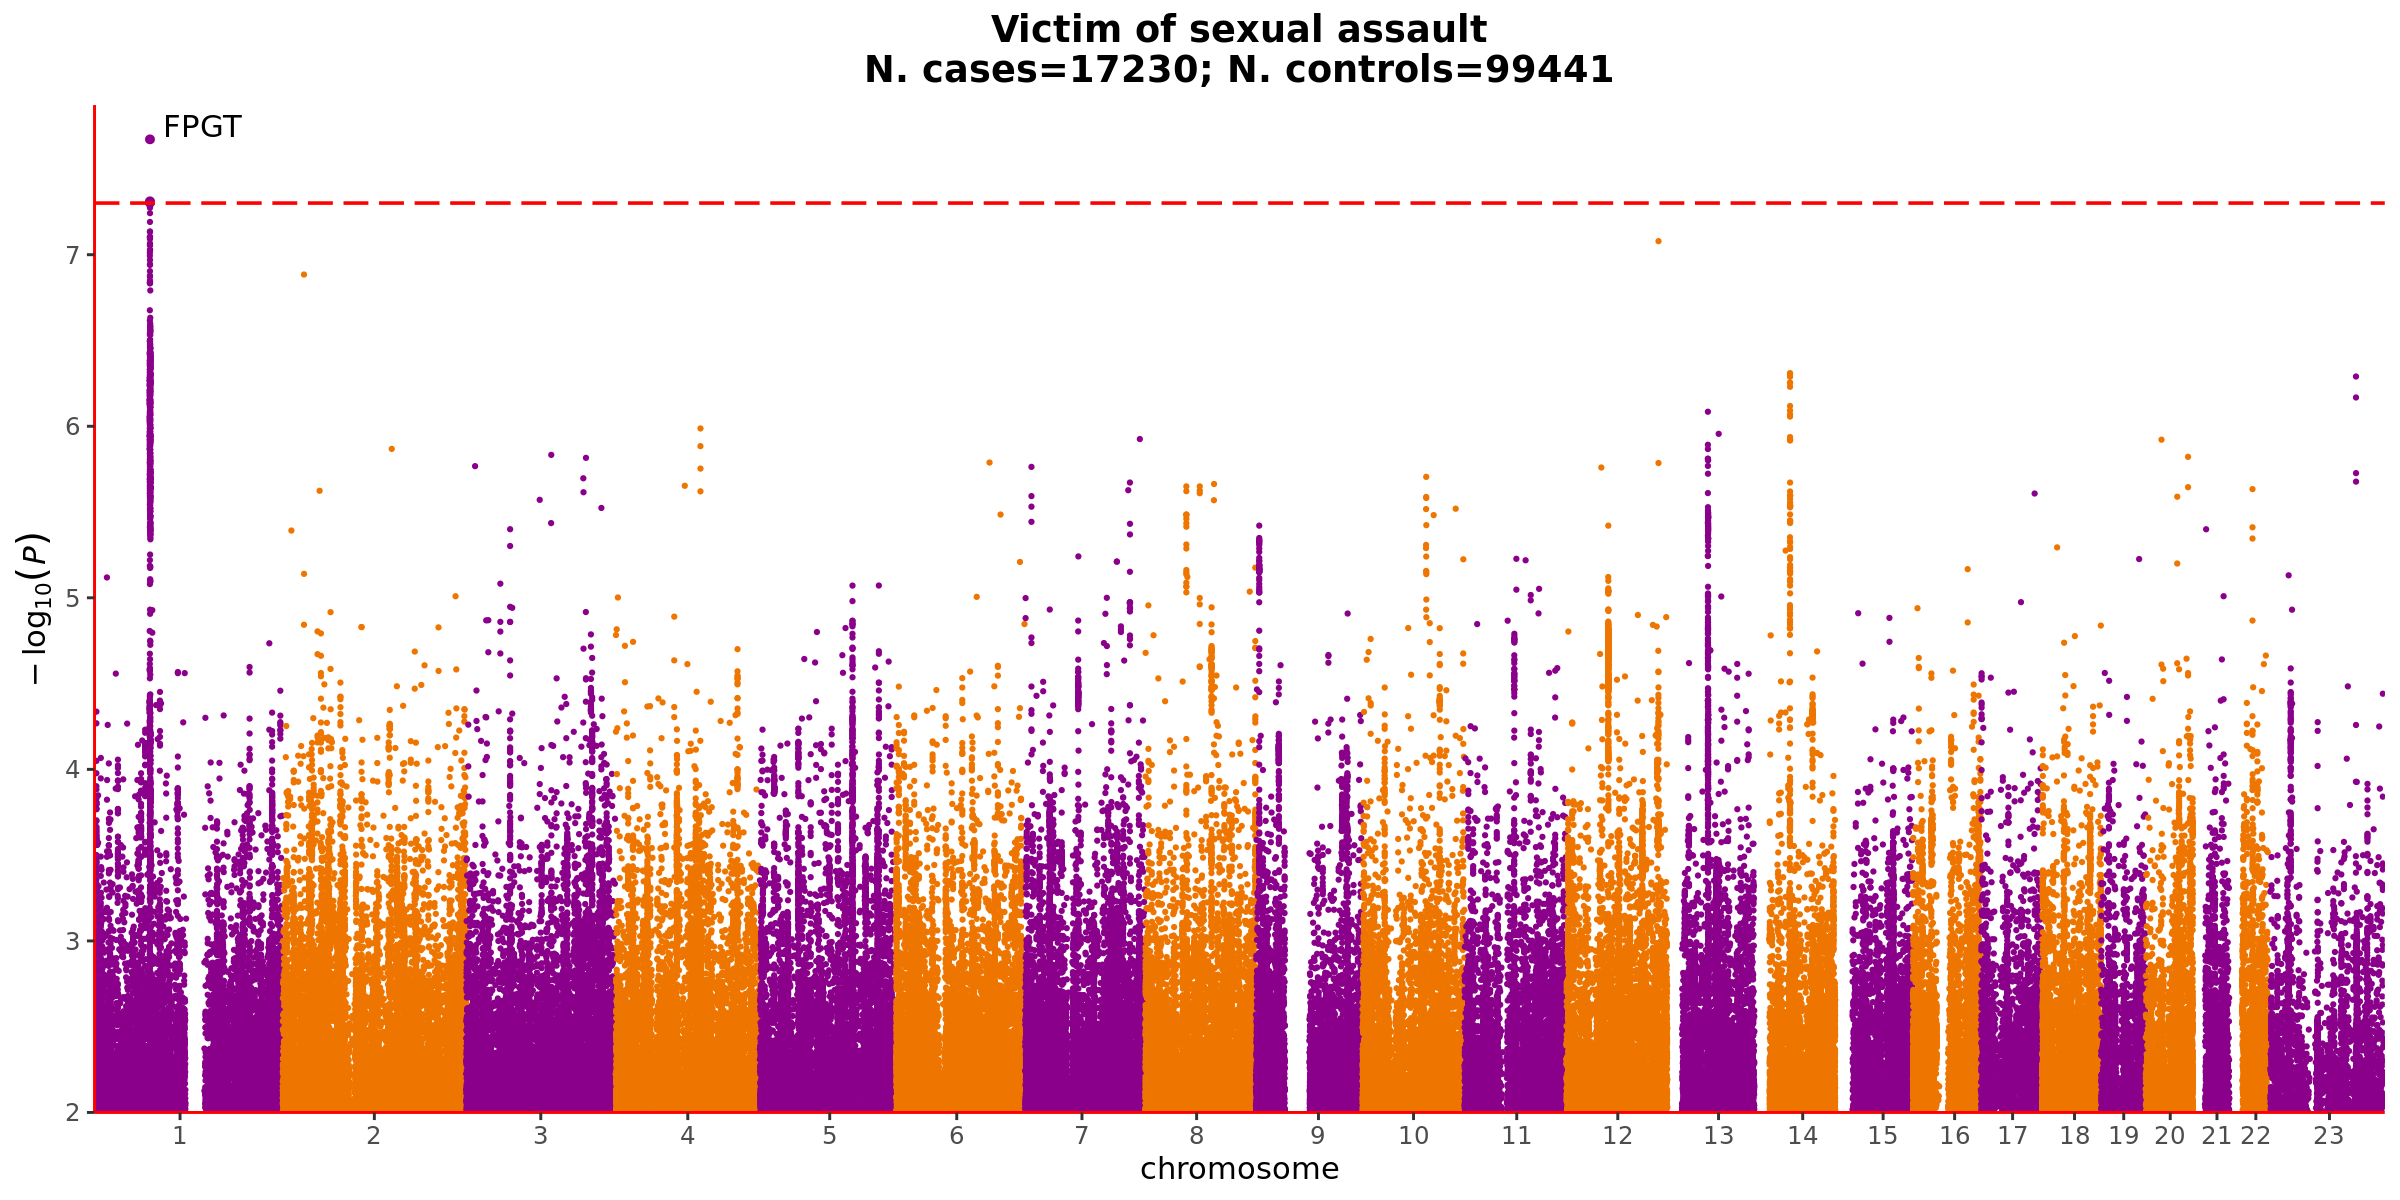 Victim of sexual assault
N. cases=17230; N. controls=99441
FPGT
7
6
5
4
3
2
− log10(P)
1 2 3 4 5 6 7 8 9 10 11 12 13 14 15 16 17 18 19 20 21 22 23
chromosome